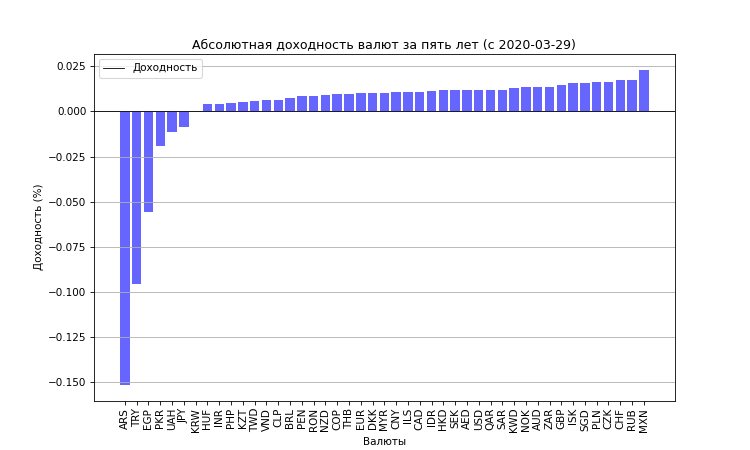 Абсолютная доходность валют за пять лет (с 2020-03-29)
Доходность
0.025
0.000
−0.025
−0.050
−0.075
−0.100
−0.125
−0.150
Доходность (%)
ARS TRY EGP PKR UAH JPY KRW HUF INR PHP KZT TWD VND CLP BRL PEN RON NZD COP THB EUR DKK MYR CNY ILS CAD IDR HKD SEK AED USD QAR SAR KWD NOK AUD ZAR GBP ISK SGD PLN CZK CHF RUB MXN
Валюты